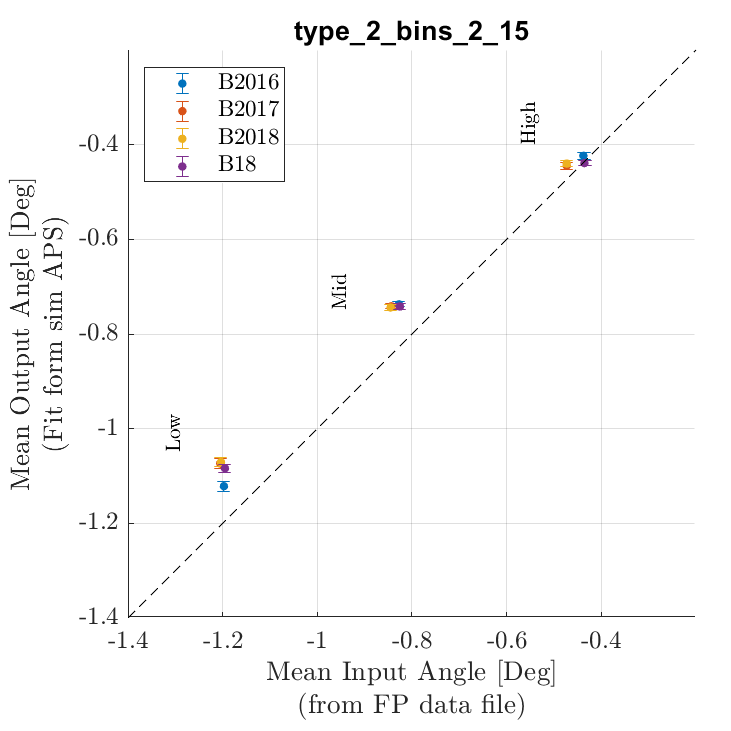 type_2_bins_2_15
B2016
B2017
B2018
B18
High
Mid
Low
-0.4
-0.6
-0.8
-1
-1.2
-1.4
-1.4
-1.2
-1
-0.8
-0.6
-0.4
Mean Output Angle [Deg]
(Fit form sim APS)
Mean Input Angle [Deg]
(from FP data file)